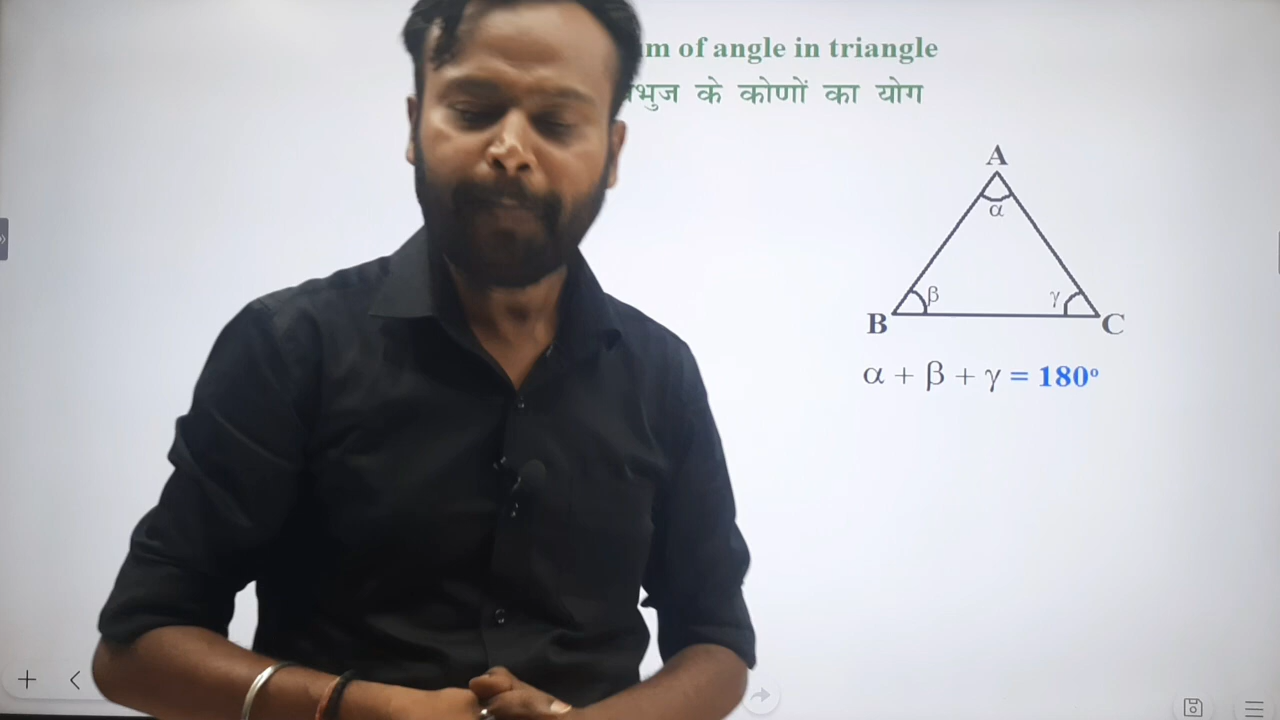 of angle in triangle
के कोणों का योग
A
α
β
γ
B
C
α + β + γ = 180°